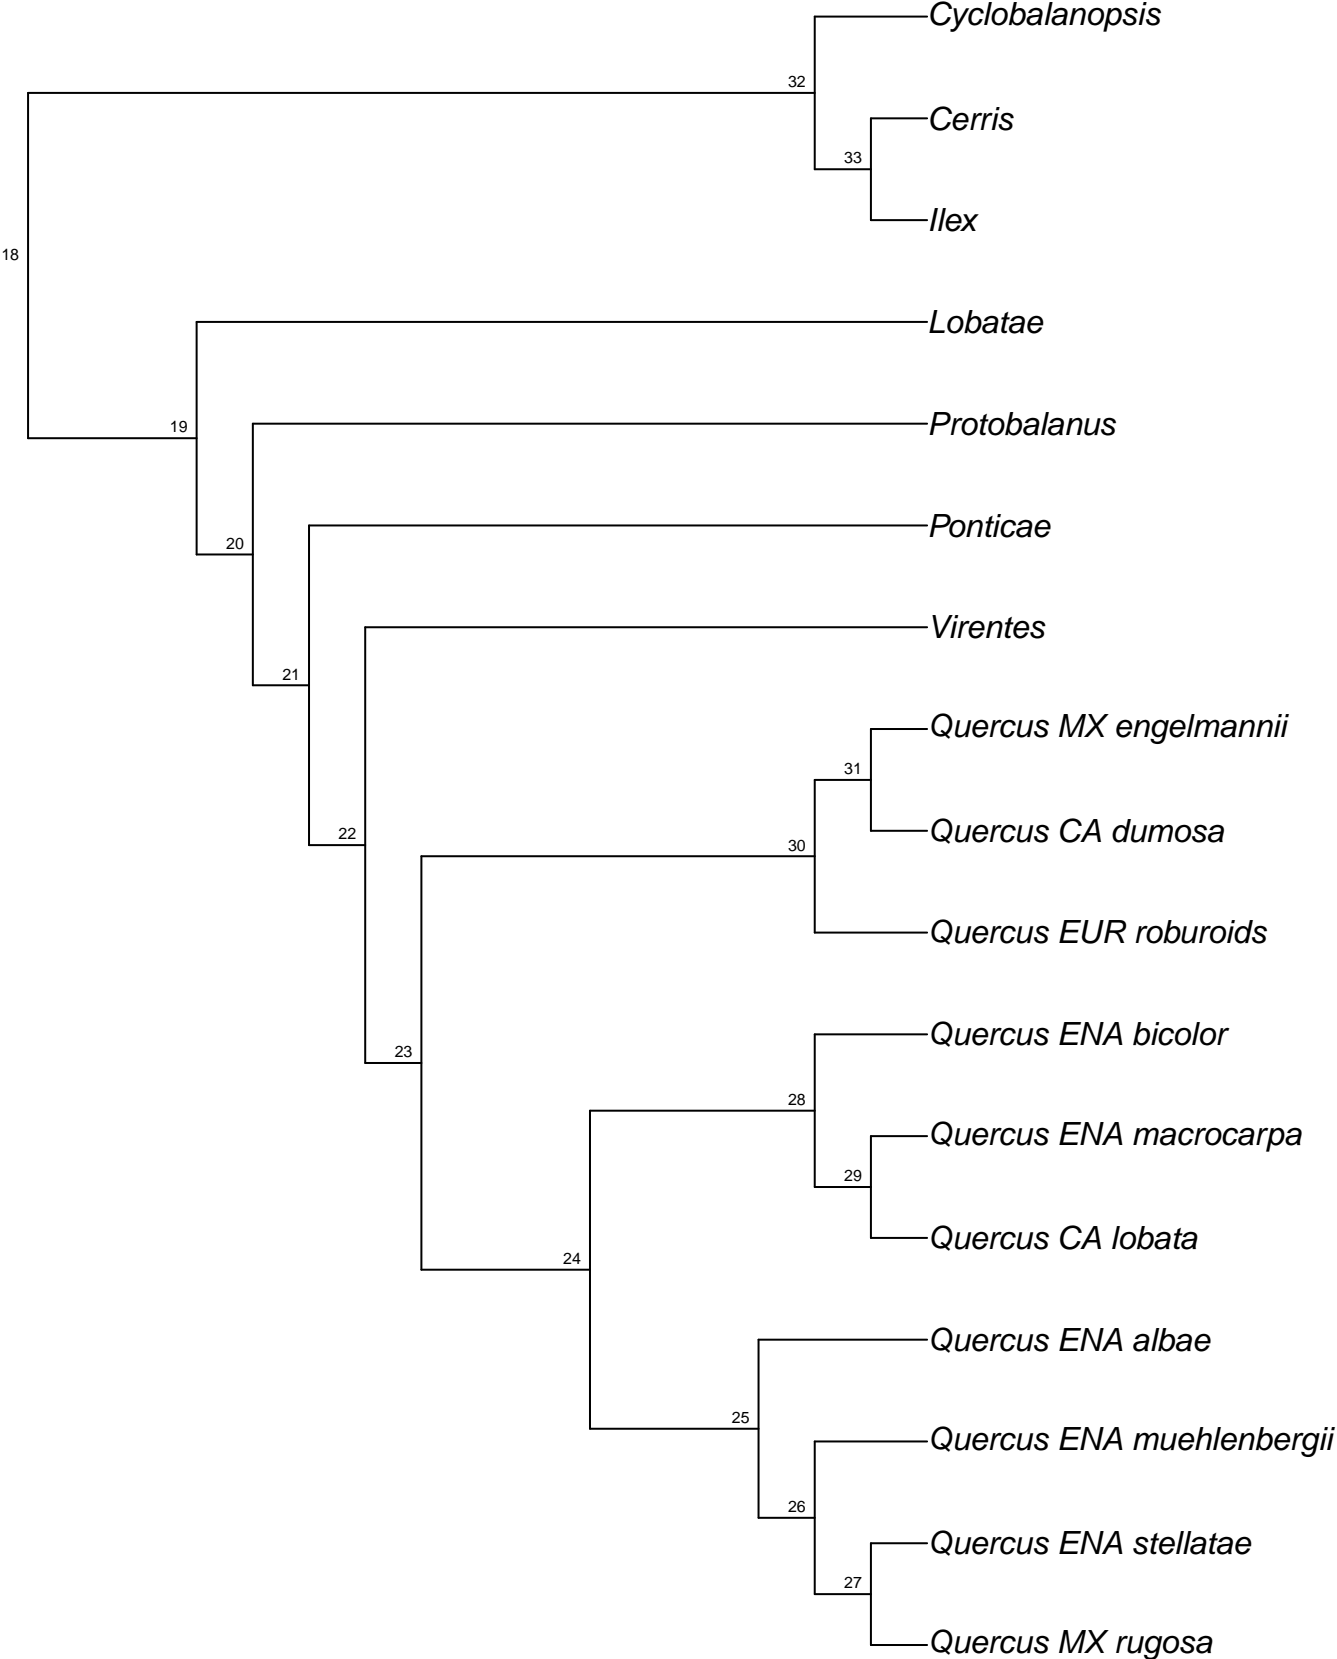 Cyclobalanopsis
32
Cerris
33
Ilex
18
Lobatae
19
Protobalanus
20
Ponticae
21
Virentes
22
Quercus MX engelmannii
31
Quercus CA dumosa
30
Quercus EUR roburoids
23
Quercus ENA bicolor
28
Quercus ENA macrocarpa
29
Quercus CA lobata
24
Quercus ENA albae
25
Quercus ENA muehlenbergii
26
Quercus ENA stellatae
27
Quercus MX rugosa